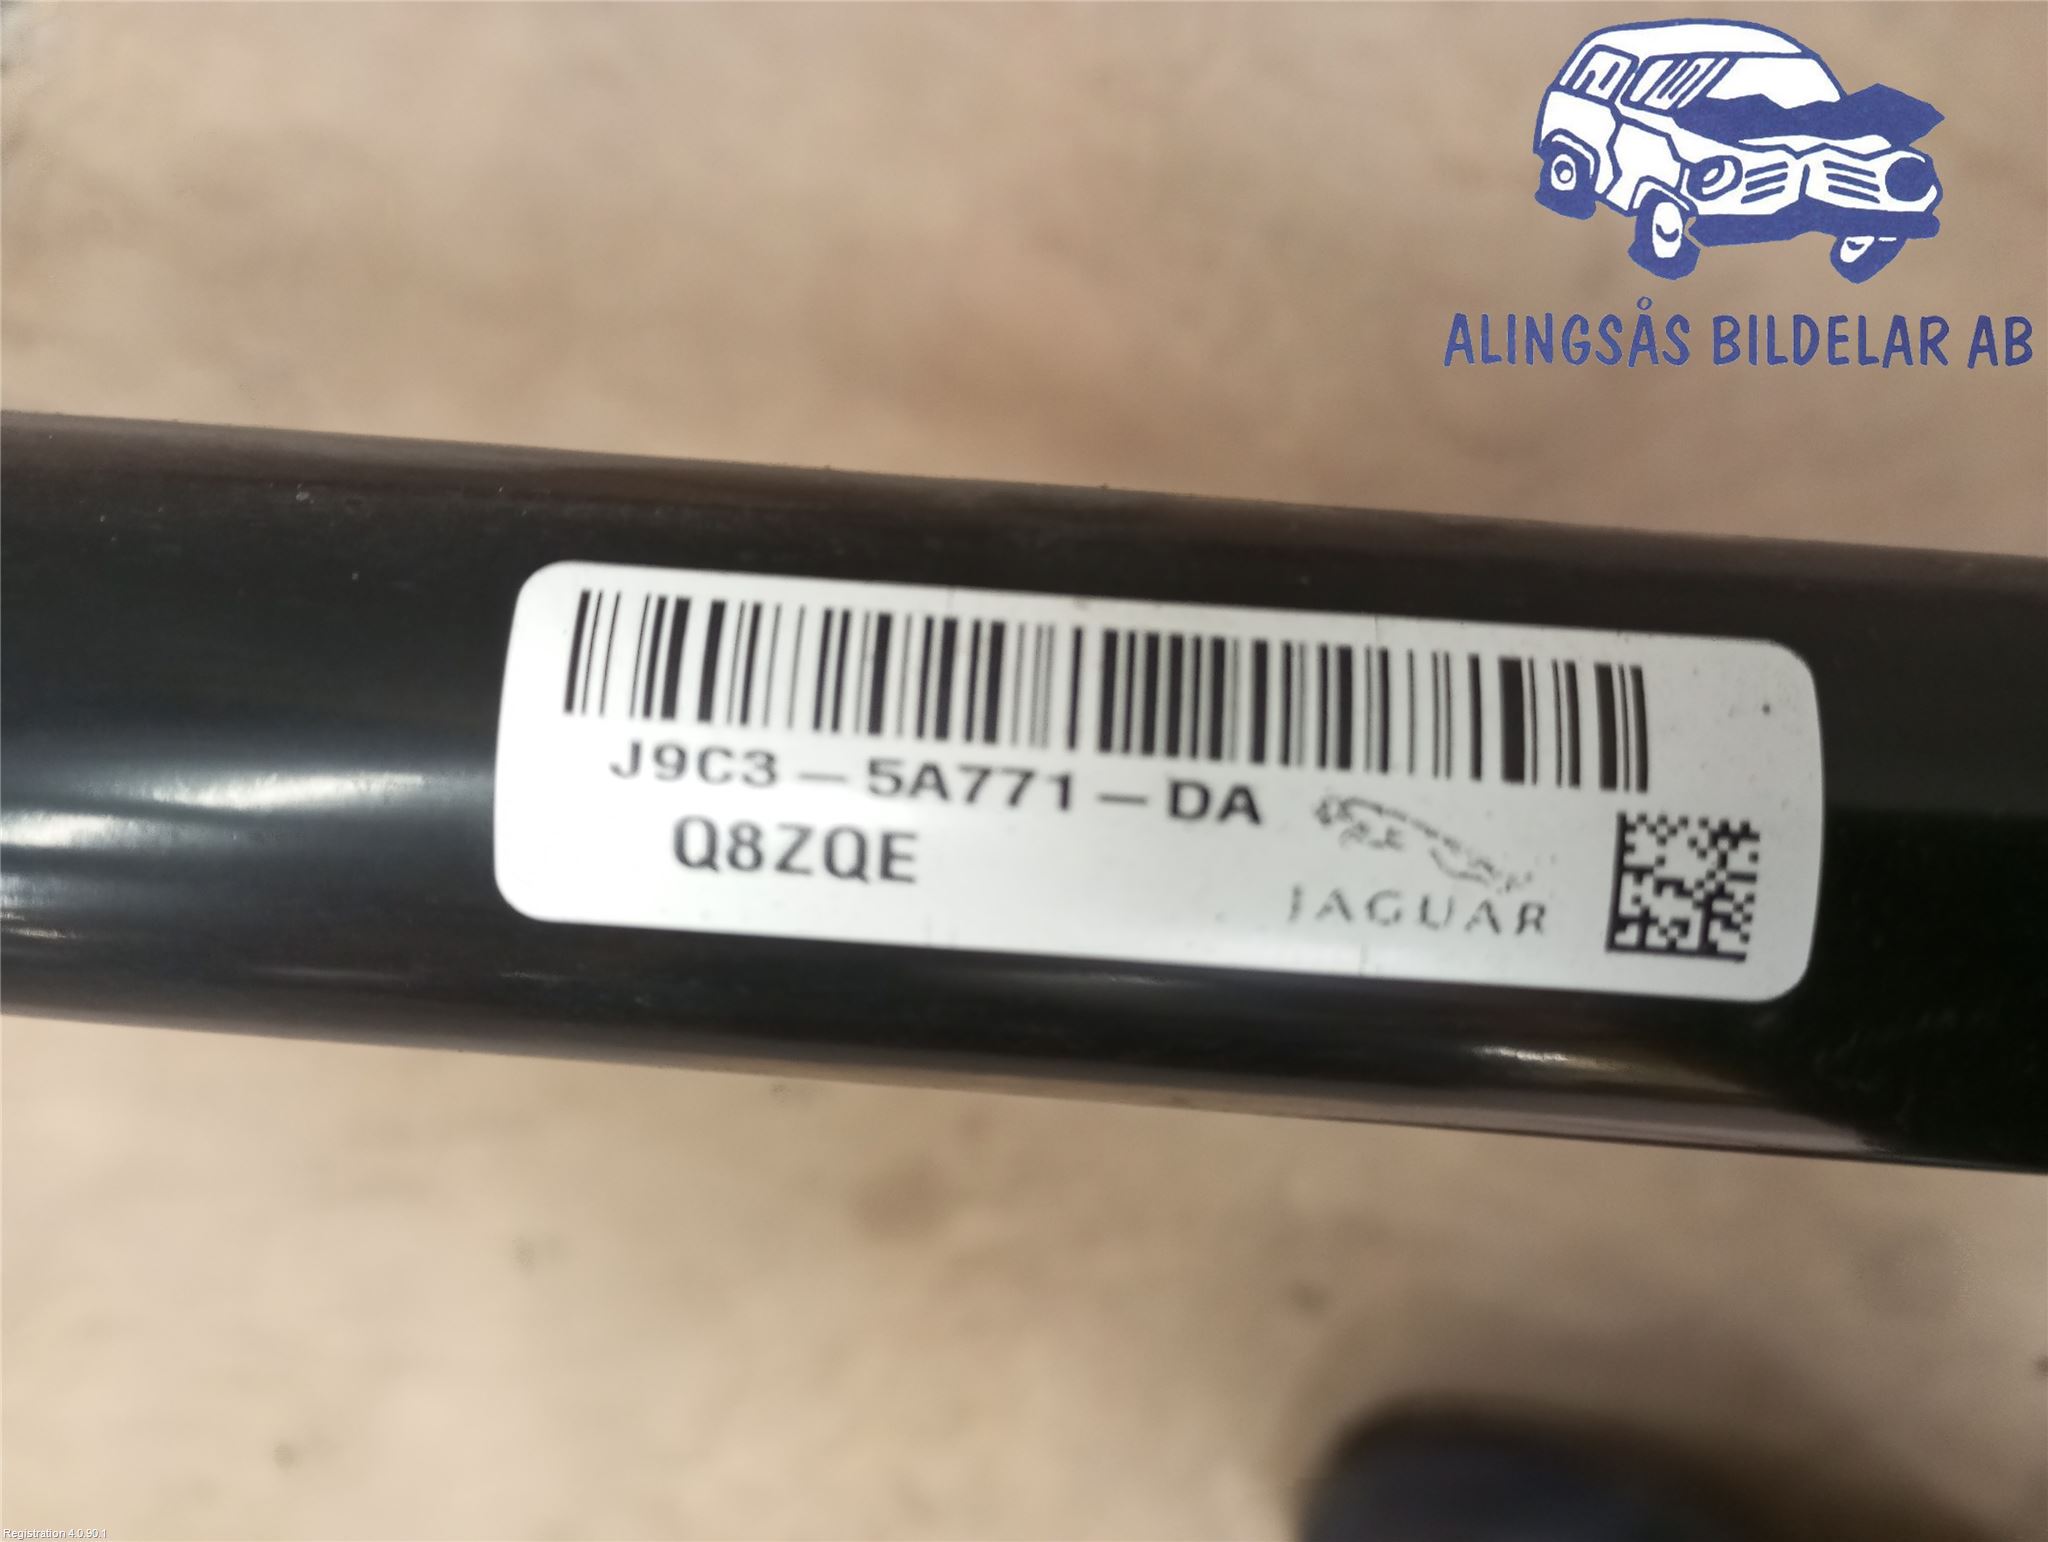 ALINGSÅS BILDELAR AB
J9C3-5A771-DA
Q8ZQE
JAGUAR
Registration 4.0.90.1